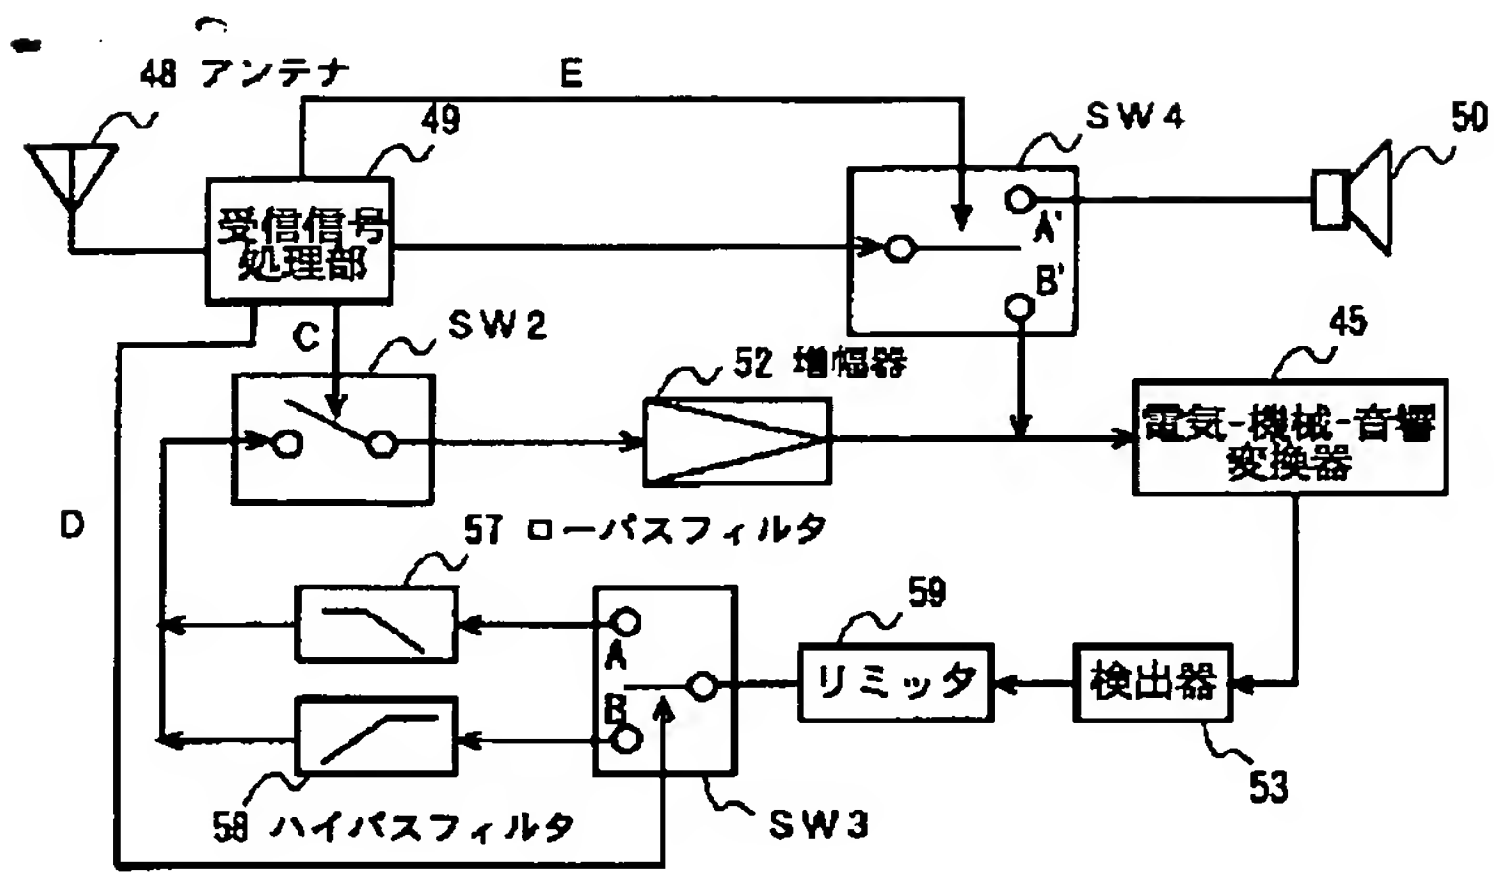 48 アンテナ
E
49
SW4
50
受信信号
処理部
A'
B'
C
SW2
45
52 増幅器
電気-機械-音響
変換器
D
57 ローパスフィルタ
59
A
リミッタ
検出器
B
53
58 ハイパスフィルタ
SW3